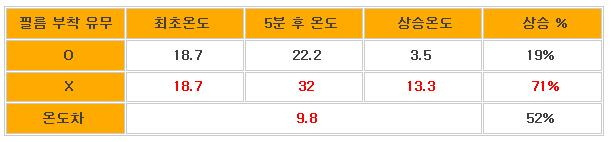 필름 부착 유무 최초온도 5분 후 온도 상승온도 상승 %
O 18.7 22.2 3.5 19%
X 18.7 32 13.3 71%
온도차 9.8 52%